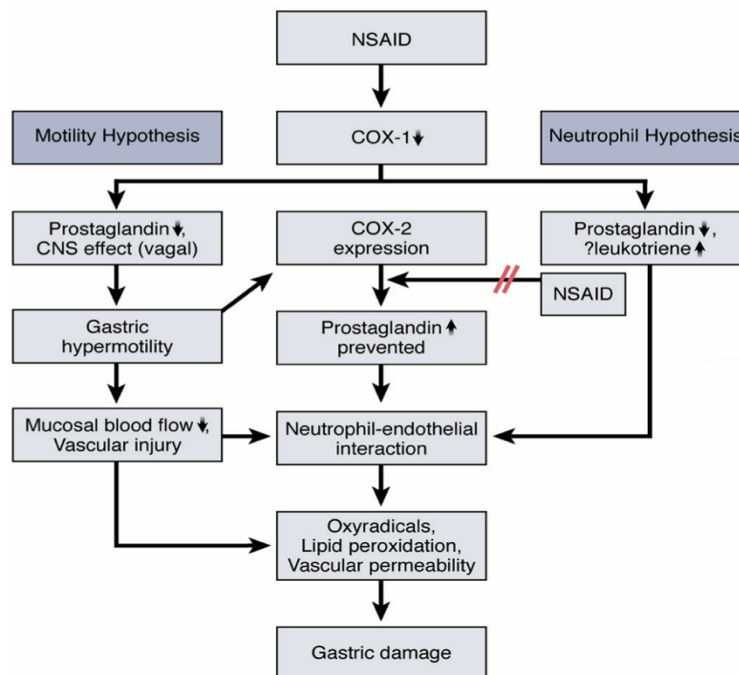 NSAID
Motility Hypothesis
COX-1⬇
Neutrophil Hypothesis
Prostaglandin⬇,
CNS effect (vagal)
COX-2
expression
Prostaglandin⬇,
?leukotriene⬆
NSAID
Gastric
hypermotility
Prostaglandin⬆
prevented
Mucosal blood flow⬇,
Vascular injury
Neutrophil-endothelial
interaction
Oxyradicals,
Lipid peroxidation,
Vascular permeability
Gastric damage